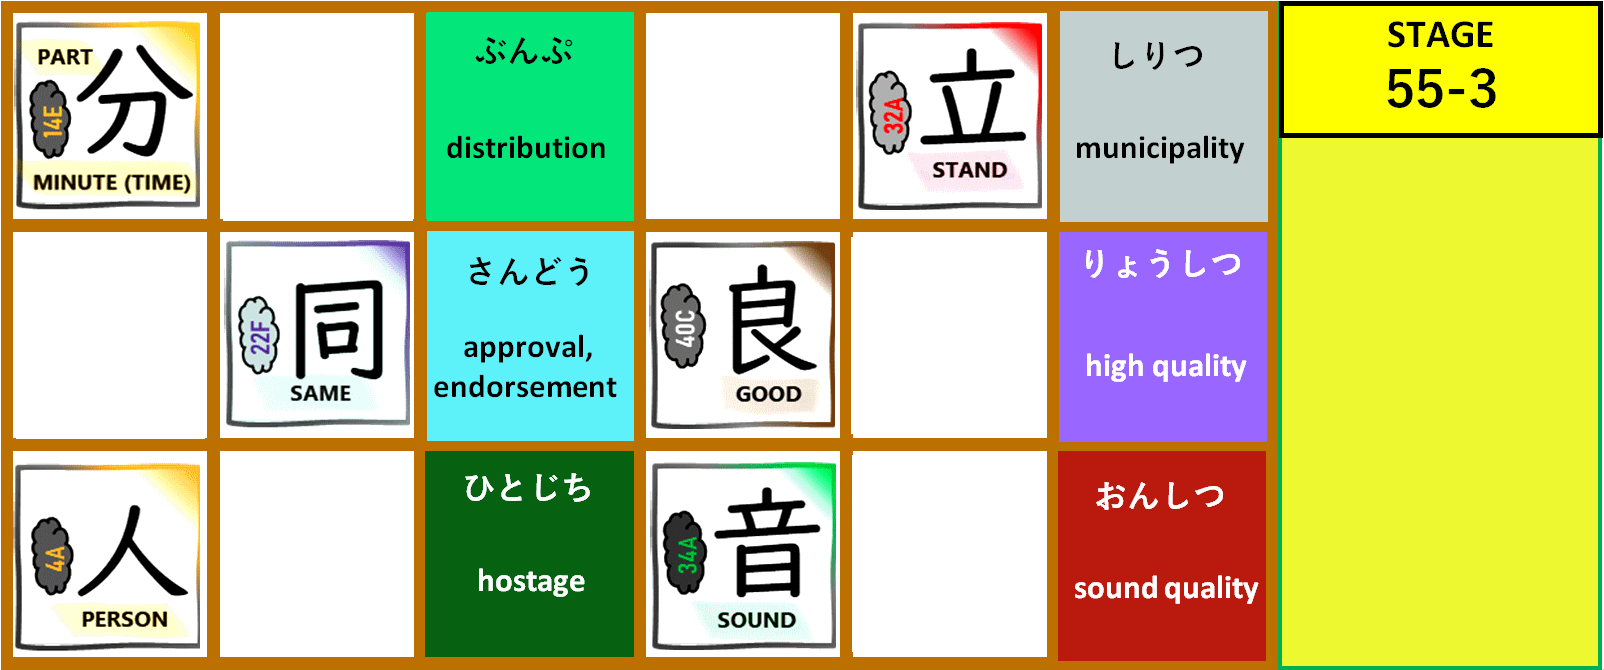 PART
分
14E
MINUTE (TIME)
ぶんぷ
distribution
立
32A
STAND
しりつ
municipality
STAGE
55-3
同
22F
SAME
さんどう
approval,
endorsement
良
40C
GOOD
りょうしつ
high quality
人
4A
PERSON
ひとじち
hostage
音
34A
SOUND
おんしつ
sound quality